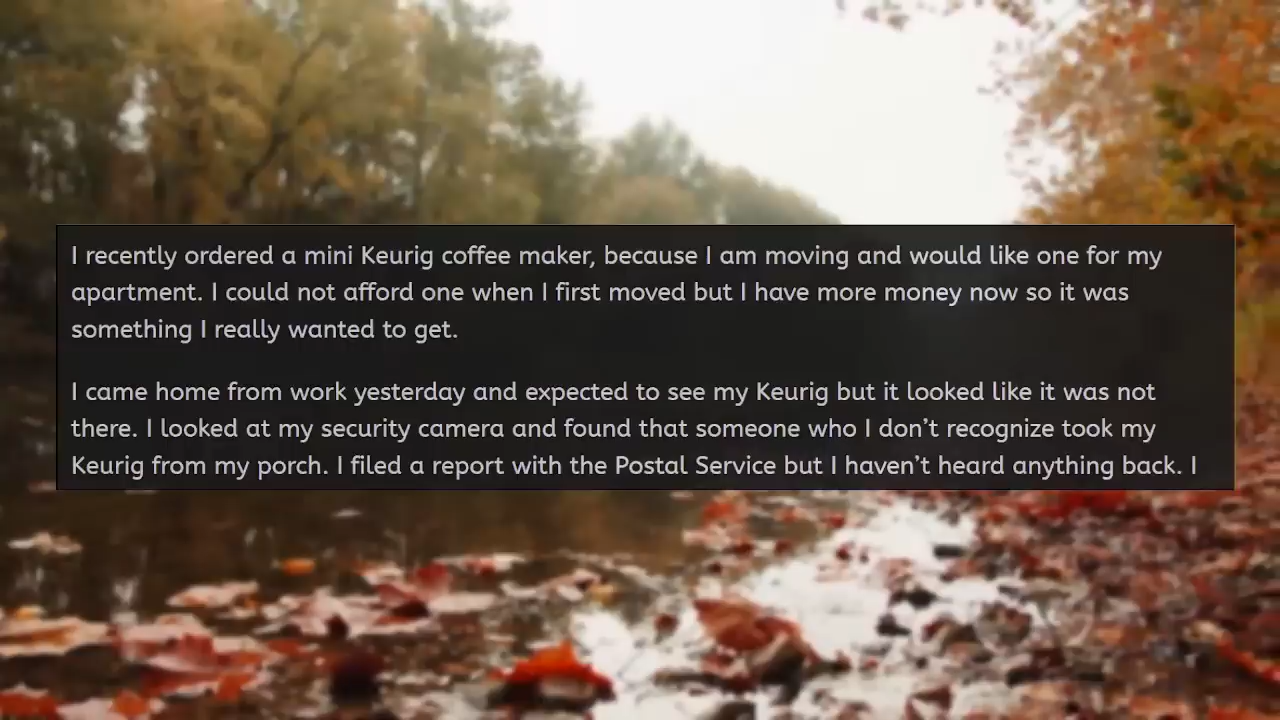 I recently ordered a mini Keurig coffee maker, because I am moving and would like one for my
apartment. I could not afford one when I first moved but I have more money now so it was
something I really wanted to get.
I came home from work yesterday and expected to see my Keurig but it looked like it was not
there. I looked at my security camera and found that someone who I don’t recognize took my
Keurig from my porch. I filed a report with the Postal Service but I haven’t heard anything back. I